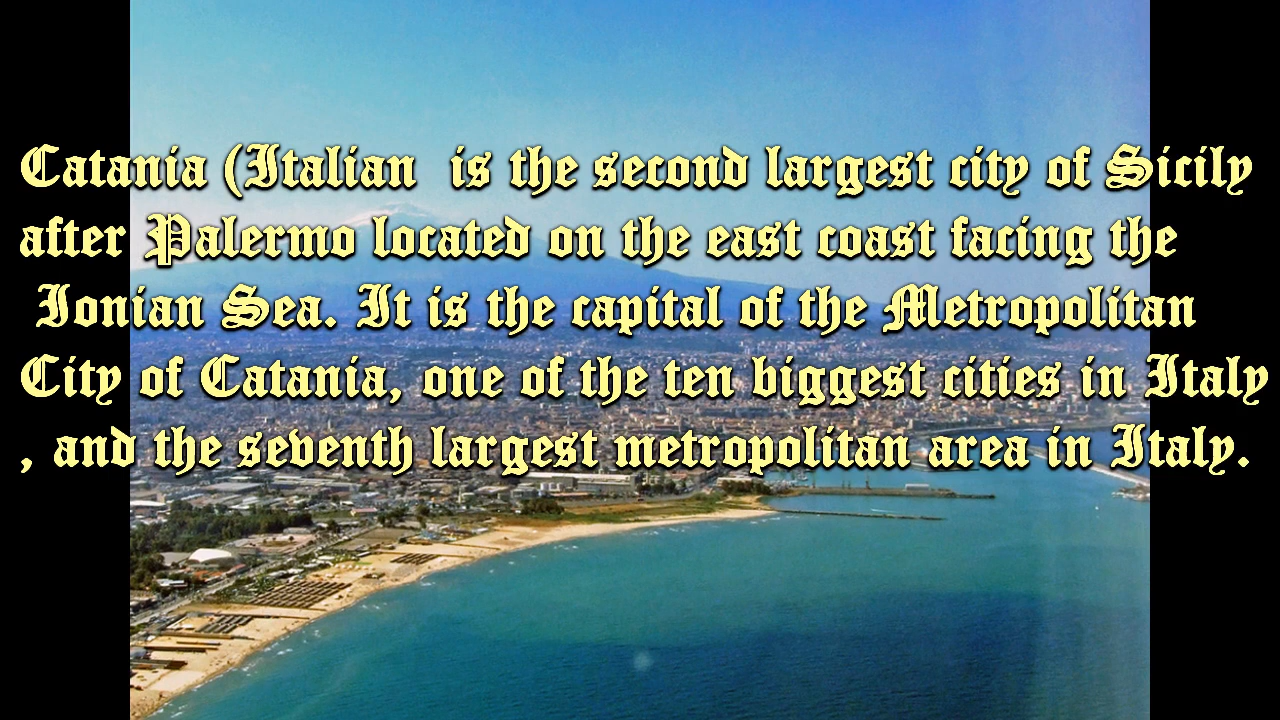 Catania (Italian  is the second largest city of Sicily
after Palermo located on the east coast facing the
Ionian Sea. It is the capital of the Metropolitan
City of Catania, one of the ten biggest cities in Italy
, and the seventh largest metropolitan area in Italy.